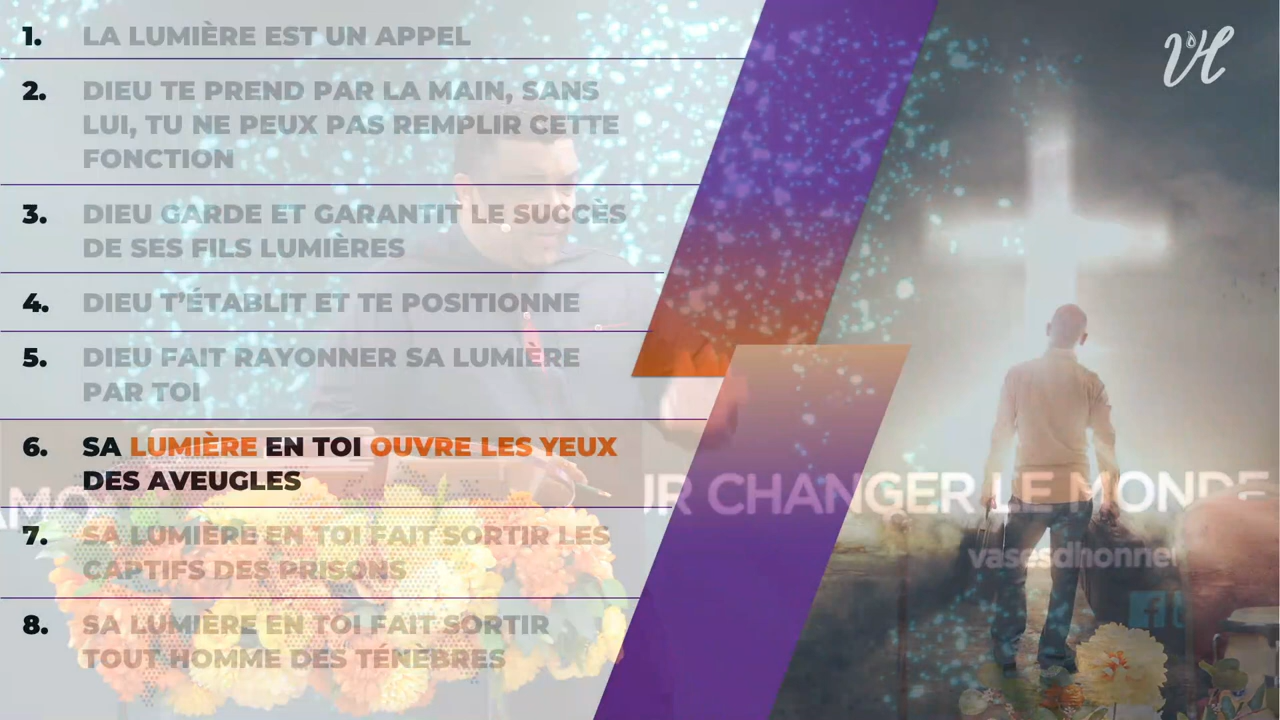 1. LA LUMIÈRE EST UN APPEL
2. DIEU TE PREND PAR LA MAIN, SANS
LUI, TU NE PEUX PAS REMPLIR CETTE
FONCTION
3. DIEU GARDE ET GARANTIT LE SUCCÈS
DE SES FILS LUMIÈRES
4. DIEU T'ÉTABLIT ET TE POSITIONNE
5. DIEU FAIT RAYONNER SA LUMIÈRE
PAR TOI
6. SA LUMIÈRE EN TOI OUVRE LES YEUX
DES AVEUGLES
7. SA LUMIÈRE EN TOI FAIT SORTIR LES
CAPTIFS DES PRISONS
8. SA LUMIÈRE EN TOI FAIT SORTIR
TOUT HOMME DES TÉNÈBRES
VH
CHANGER LE MONDE